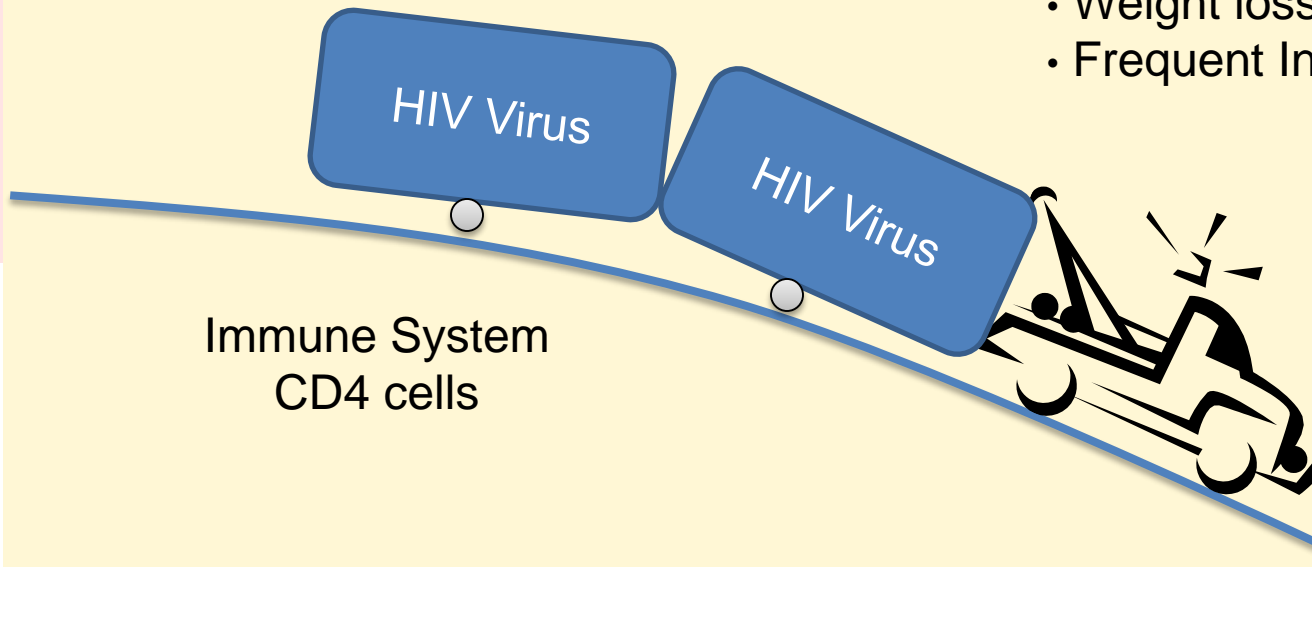 • Weight loss
• Frequent In
HIV Virus
HIV Virus
Immune System
CD4 cells